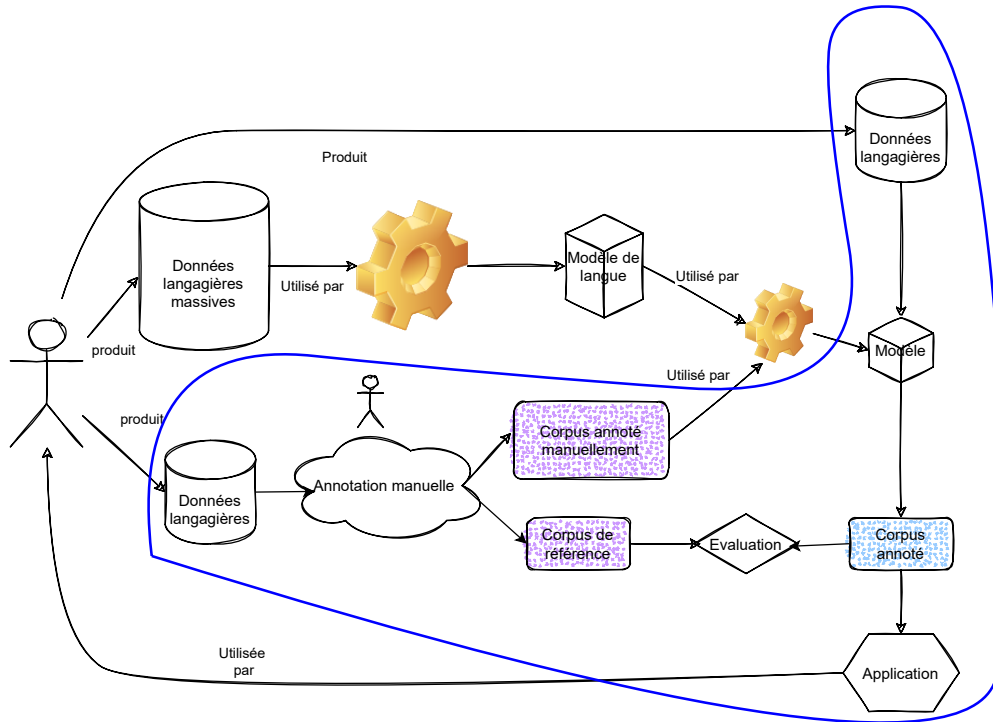 Données
langagières
Produit
Données
langagières
massives
Utilisé par
Modèle de
langue
Utilisé par
produit
Modèle
Utilisé par
produit
Corpus annoté
manuellement
Données
langagières
Annotation manuelle
Corpus de
référence
Evaluation
Corpus
annoté
Utilisée
par
Application